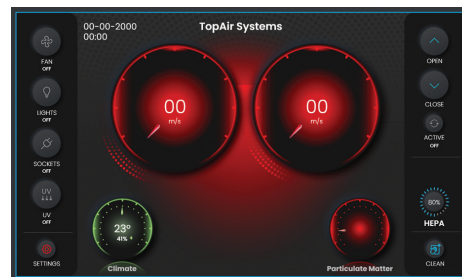 00-00-2000
00:00
TopAir Systems
FAN
OFF
LIGHTS
OFF
SOCKETS
OFF
UV
UV
OFF
SETTINGS
00
m/s
00
m/s
23°
41%
Climate
Particulate Matter
OPEN
CLOSE
ACTIVE
OFF
80%
HEPA
CLEAN